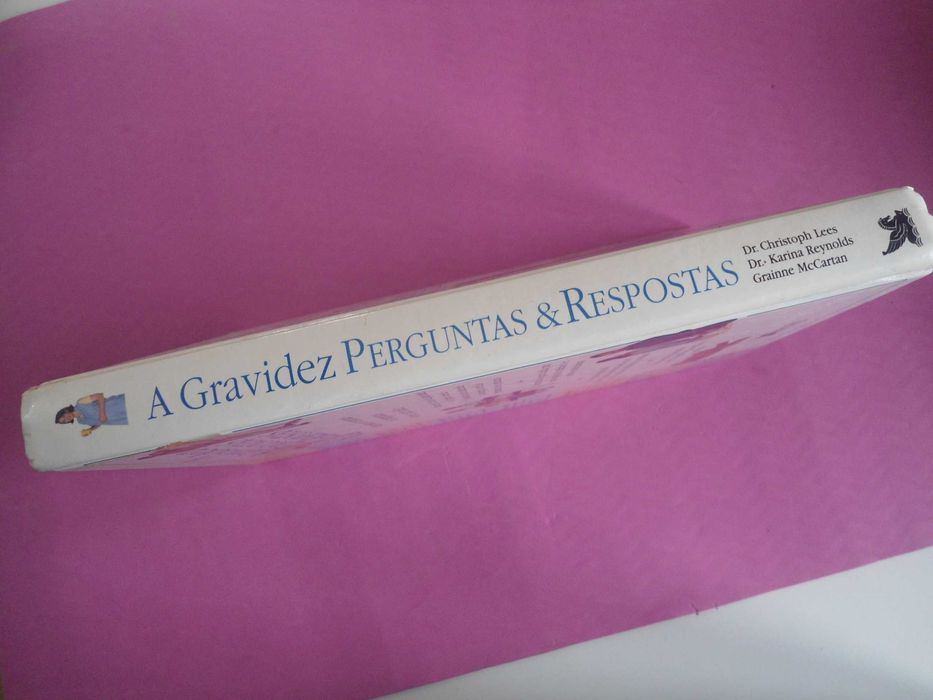 A Gravidez PERGUNTAS & RESPOSTAS
Dr. Christoph Lees
Dr.ª Karina Reynolds
Grainne McCartan